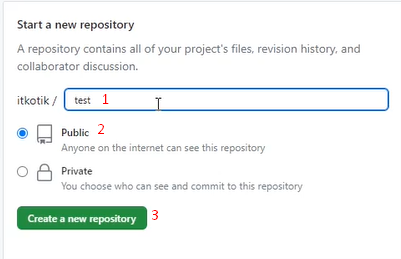 Start a new repository
A repository contains all of your project's files, revision history, and
collaborator discussion.
itkotik / test 1
Public 2
Anyone on the internet can see this repository
Private
You choose who can see and commit to this repository
Create a new repository 3